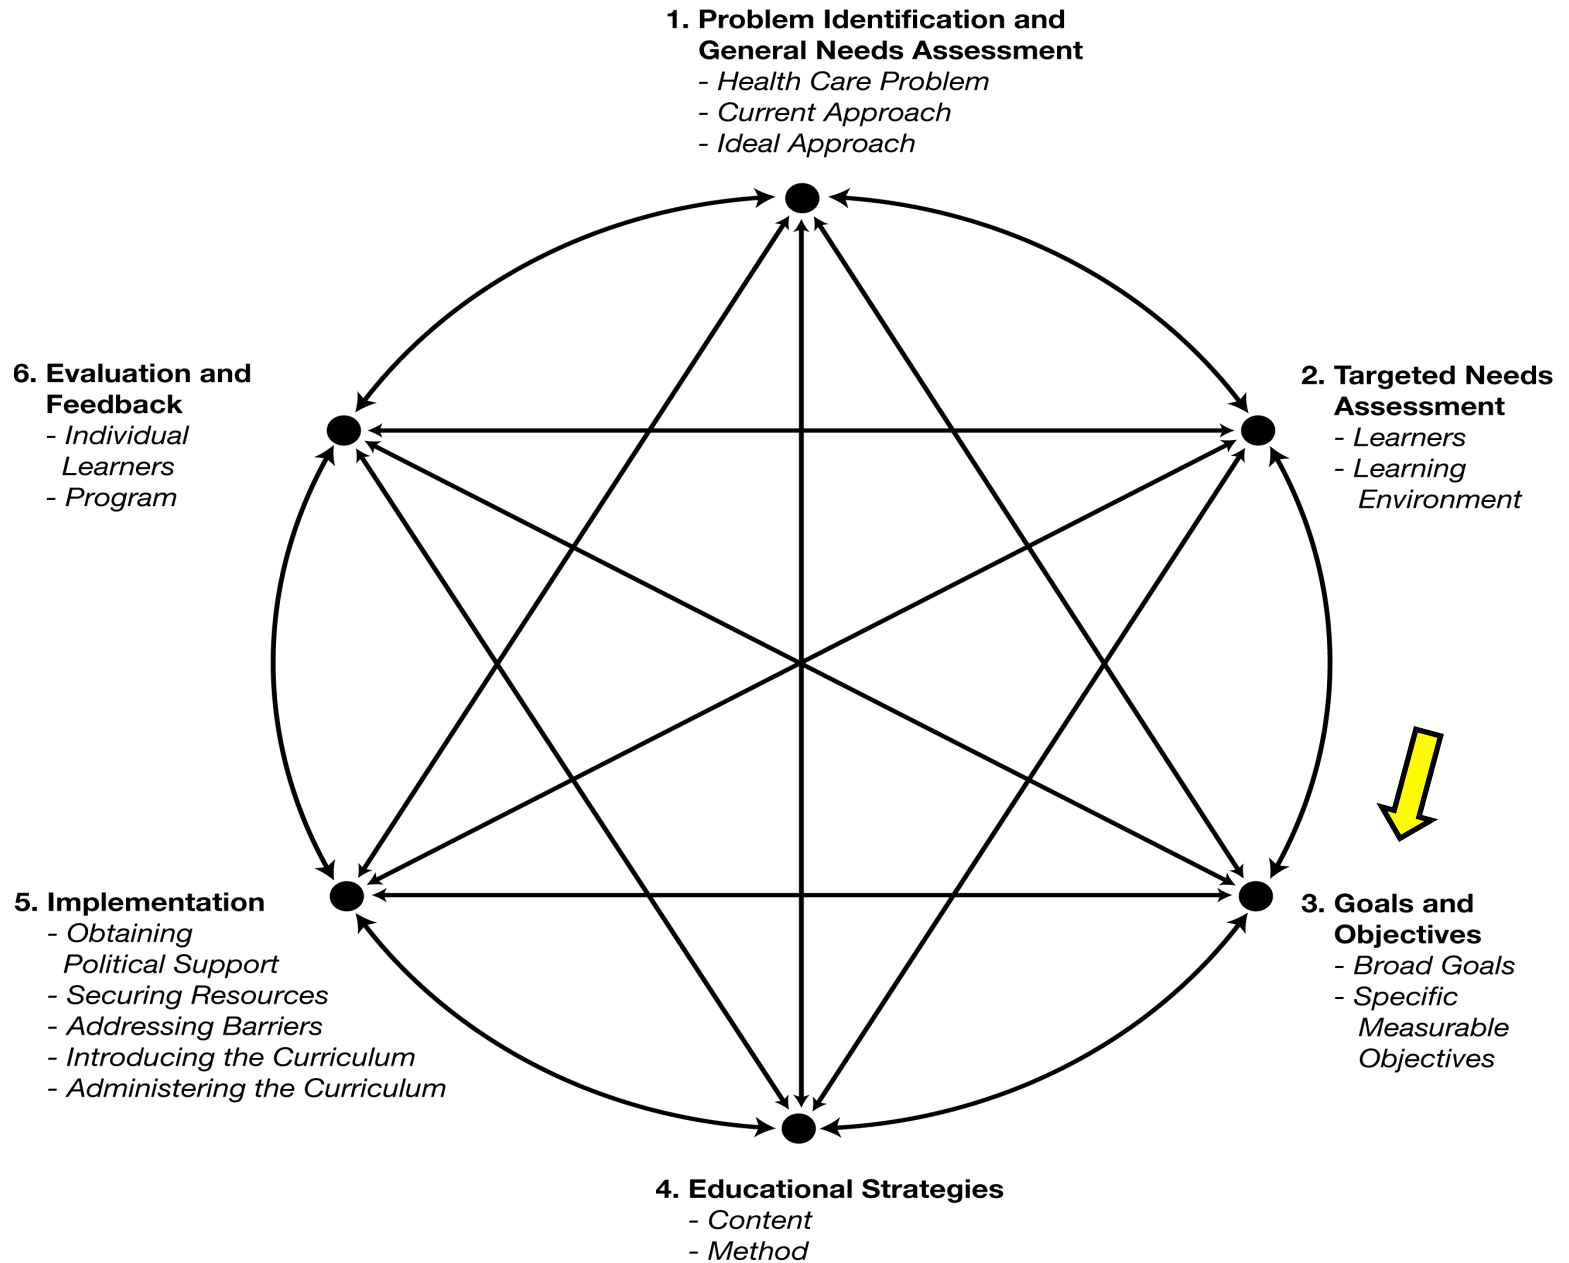 1. Problem Identification and
General Needs Assessment
- Health Care Problem
- Current Approach
- Ideal Approach
2. Targeted Needs
Assessment
- Learners
- Learning
Environment
3. Goals and
Objectives
- Broad Goals
- Specific
Measurable
Objectives
4. Educational Strategies
- Content
- Method
5. Implementation
- Obtaining
Political Support
- Securing Resources
- Addressing Barriers
- Introducing the Curriculum
- Administering the Curriculum
6. Evaluation and
Feedback
- Individual
Learners
- Program